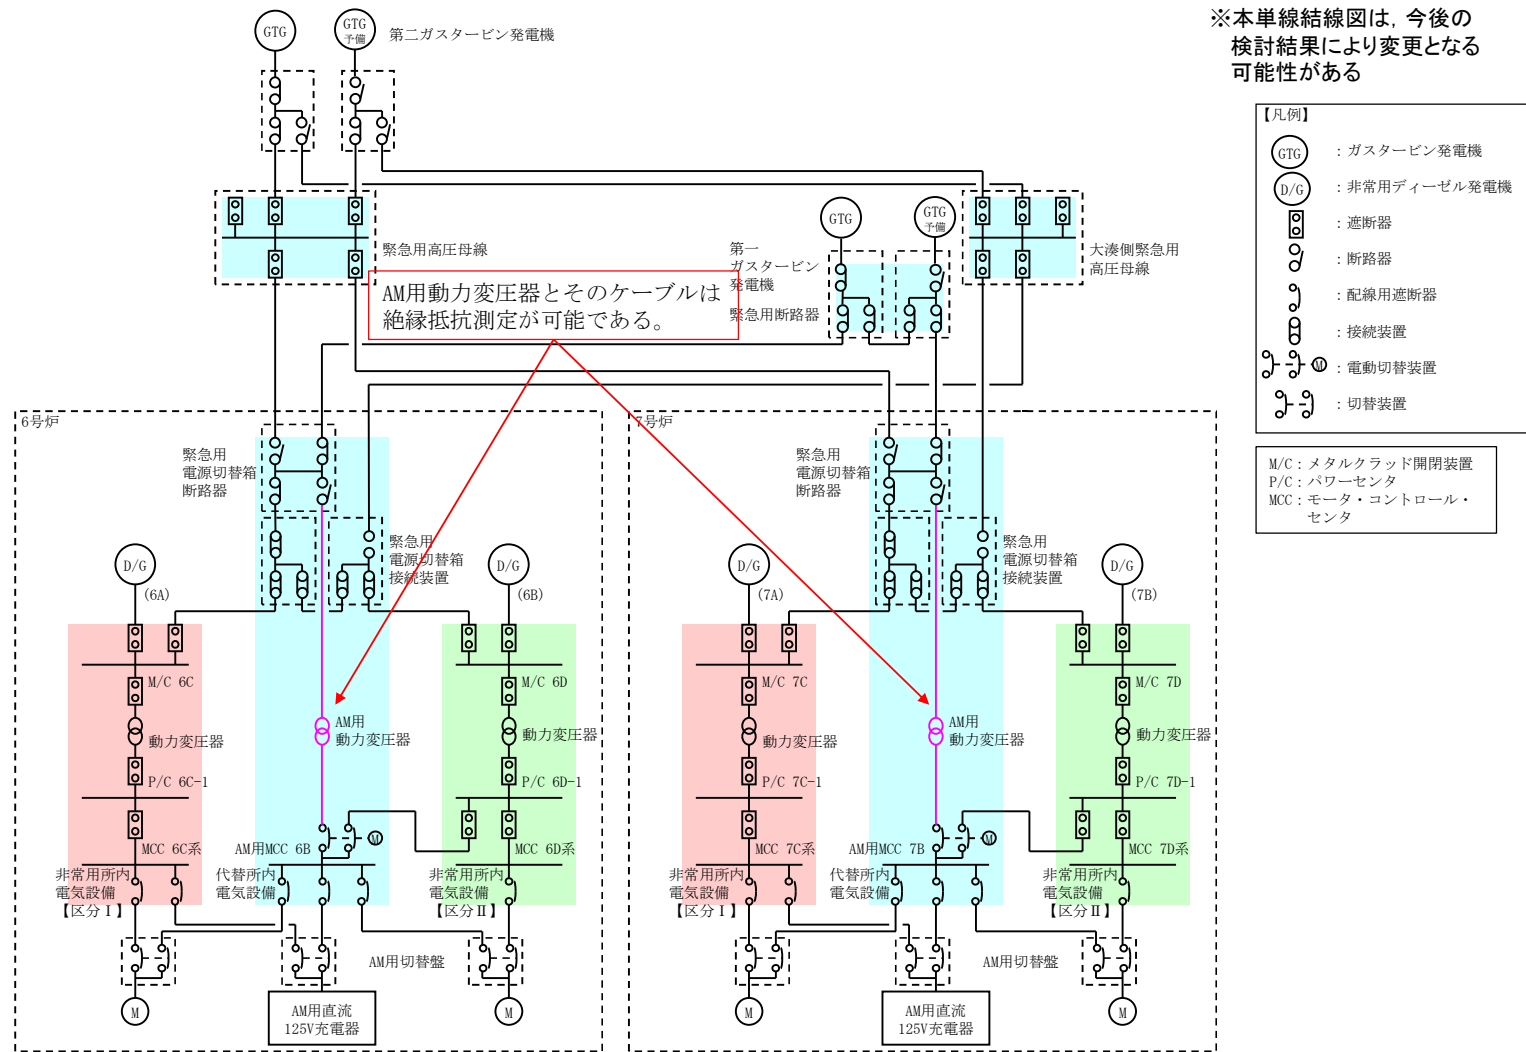 ※本単線結線図は，今後の
検討結果により変更となる
可能性がある
GTG
GTG
予備
第二ガスタービン発電機
【凡例】
GTG
：ガスタービン発電機
D/G
：非常用ディーゼル発電機
：遮断器
：断路器
：配線用遮断器
：接続装置
M
：電動切替装置
：切替装置
M/C：メタルクラッド開閉装置
P/C：パワーセンタ
MCC：モータ・コントロール・
センタ
緊急用高圧母線
GTG
GTG
予備
第一
ガスタービン
発電機
緊急用断路器
大湊側緊急用
高圧母線
AM用動力変圧器とそのケーブルは
絶縁抵抗測定が可能である。
6号炉
緊急用
電源切替箱
断路器
緊急用
電源切替箱
接続装置
D/G
(6A)
D/G
(6B)
M/C 6C
M/C 6D
動力変圧器
AM用
動力変圧器
動力変圧器
P/C 6C-1
P/C 6D-1
M
MCC 6C系
AM用MCC 6B
MCC 6D系
非常用所内
電気設備
【区分Ⅰ】
代替所内
電気設備
非常用所内
電気設備
【区分Ⅱ】
AM用切替盤
M
AM用直流
125V充電器
M
7号炉
緊急用
電源切替箱
断路器
緊急用
電源切替箱
接続装置
D/G
(7A)
D/G
(7B)
M/C 7C
M/C 7D
動力変圧器
AM用
動力変圧器
動力変圧器
P/C 7C-1
P/C 7D-1
M
MCC 7C系
AM用MCC 7B
MCC 7D系
非常用所内
電気設備
【区分Ⅰ】
代替所内
電気設備
非常用所内
電気設備
【区分Ⅱ】
AM用切替盤
M
AM用直流
125V充電器
M